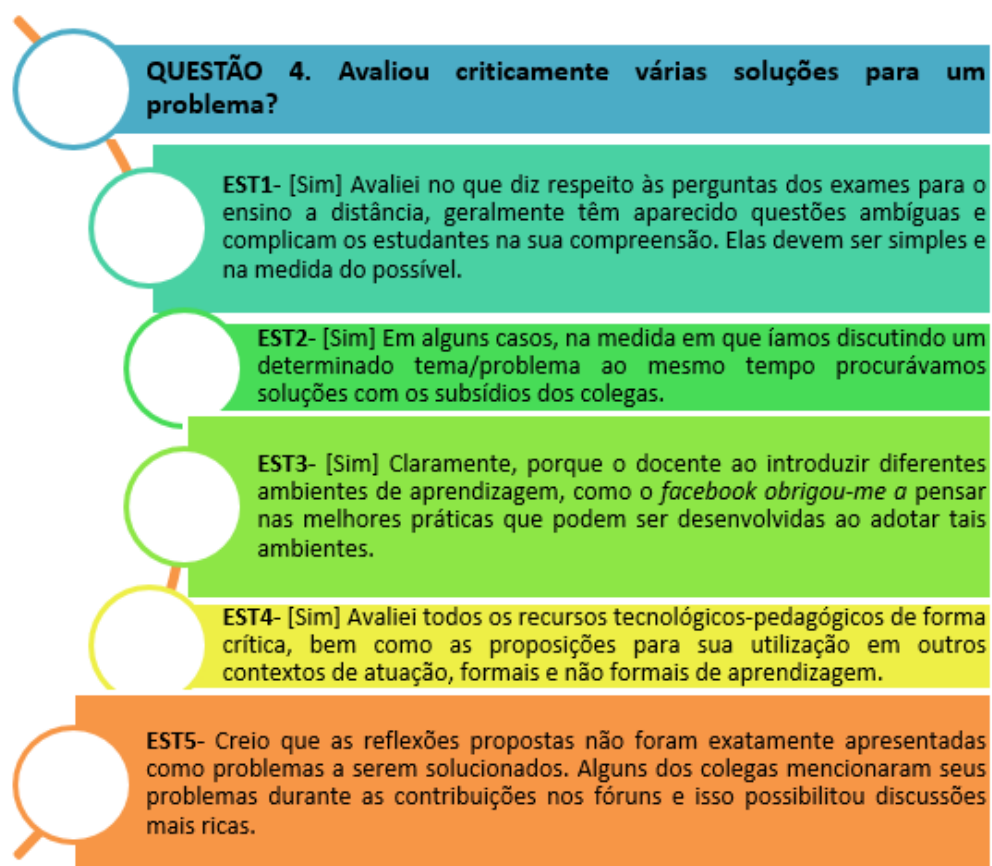 QUESTÃO 4. Avaliou criticamente várias soluções para um
problema?
EST1- [Sim] Avaliei no que diz respeito às perguntas dos exames para o
ensino a distância, geralmente têm aparecido questões ambíguas e
complicam os estudantes na sua compreensão. Elas devem ser simples e
na medida do possível.
EST2- [Sim] Em alguns casos, na medida em que íamos discutindo um
determinado tema/problema ao mesmo tempo procurávamos
soluções com os subsídios dos colegas.
EST3- [Sim] Claramente, porque o docente ao introduzir diferentes
ambientes de aprendizagem, como o facebook obrigou-me a pensar
nas melhores práticas que podem ser desenvolvidas ao adotar tais
ambientes.
EST4- [Sim] Avaliei todos os recursos tecnológicos-pedagógicos de forma
crítica, bem como as proposições para sua utilização em outros
contextos de atuação, formais e não formais de aprendizagem.
EST5- Creio que as reflexões propostas não foram exatamente apresentadas
como problemas a serem solucionados. Alguns dos colegas mencionaram seus
problemas durante as contribuições nos fóruns e isso possibilitou discussões
mais ricas.